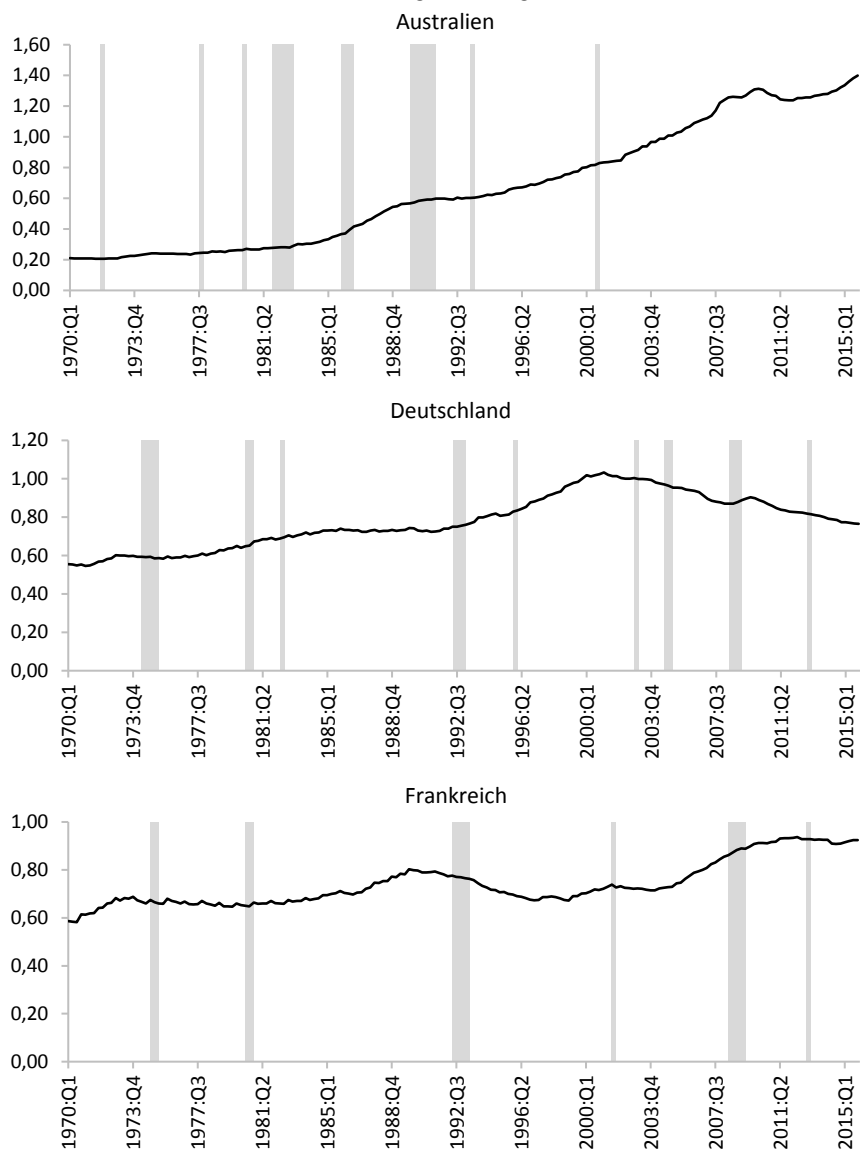 Australien
1,60
1,40
1,20
1,00
0,80
0,60
0,40
0,20
0,00
1970:Q1
1973:Q4
1977:Q3
1981:Q2
1985:Q1
1988:Q4
1992:Q3
1996:Q2
2000:Q1
2003:Q4
2007:Q3
2011:Q2
2015:Q1
Deutschland
1,20
1,00
0,80
0,60
0,40
0,20
0,00
1970:Q1
1973:Q4
1977:Q3
1981:Q2
1985:Q1
1988:Q4
1992:Q3
1996:Q2
2000:Q1
2003:Q4
2007:Q3
2011:Q2
2015:Q1
Frankreich
1,00
0,80
0,60
0,40
0,20
0,00
1970:Q1
1973:Q4
1977:Q3
1981:Q2
1985:Q1
1988:Q4
1992:Q3
1996:Q2
2000:Q1
2003:Q4
2007:Q3
2011:Q2
2015:Q1